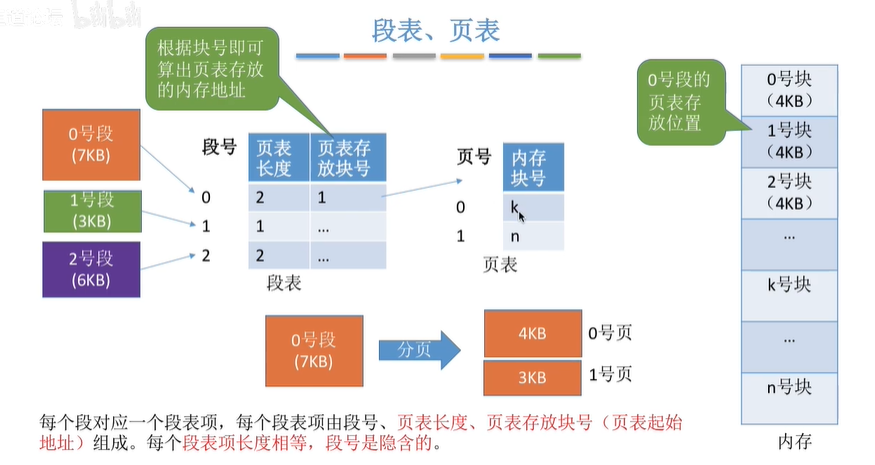 bilibili
段表、页表
根据块号即可
算出页表存放
的内存地址
0号段的
页表存
放位置
0号段
(7KB)
1号段
(3KB)
2号段
(6KB)
段号
页表
长度
页表存
放块号
0
2
1
1
1
...
2
2
...
段表
页号
内存
块号
0
k
1
n
页表
0号块
（4KB）
1号块
（4KB）
2号块
（4KB）
...
k号块
...
n号块
内存
0号段
(7KB)
分页
4KB
0号页
3KB
1号页
每个段对应一个段表项，每个段表项由段号、页表长度、页表存放块号（页表起始
地址）组成。每个段表项长度相等，段号是隐含的。